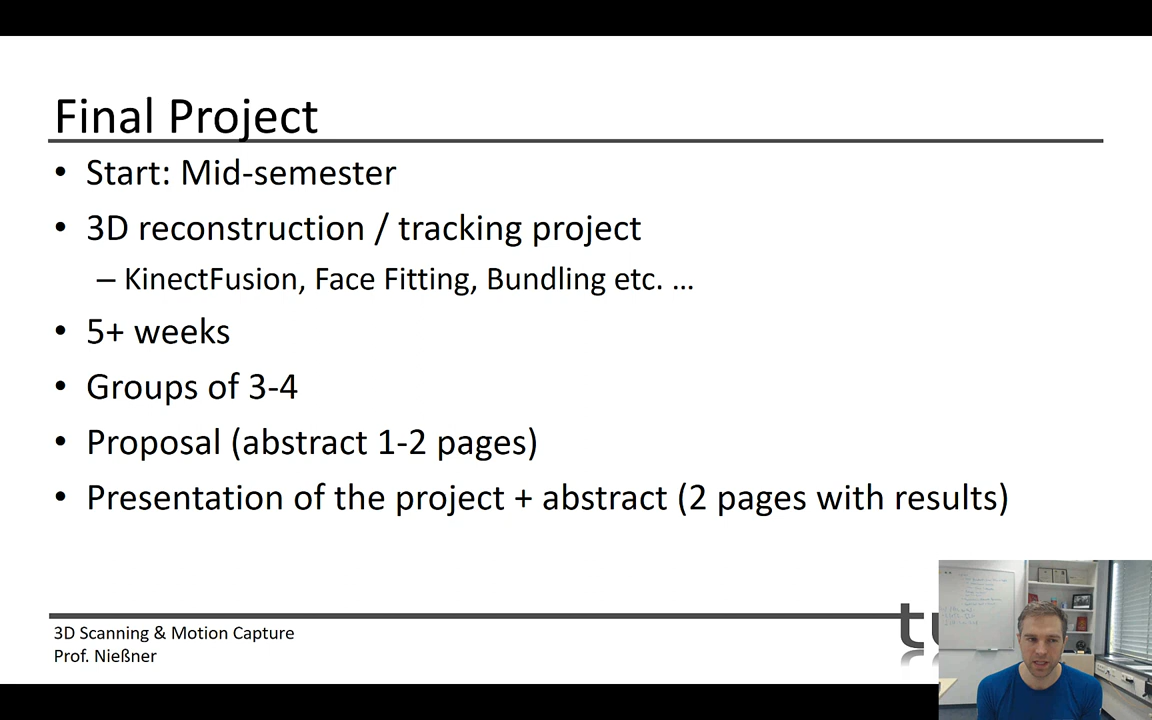 Final Project
• Start: Mid-semester
• 3D reconstruction / tracking project
– KinectFusion, Face Fitting, Bundling etc. ...
• 5+ weeks
• Groups of 3-4
• Proposal (abstract 1-2 pages)
• Presentation of the project + abstract (2 pages with results)
3D Scanning & Motion Capture
Prof. Nießner